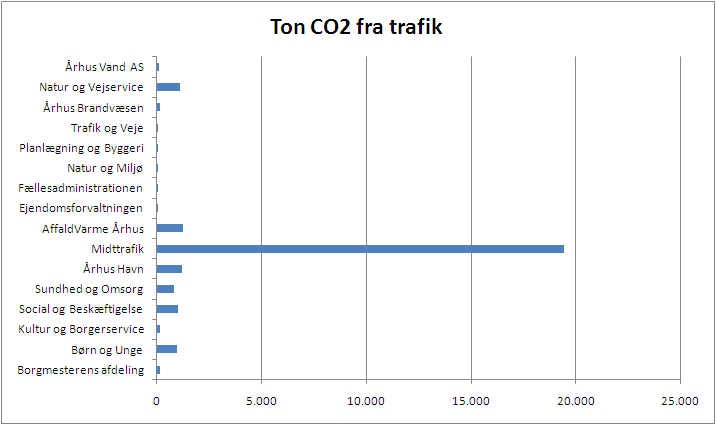 Ton CO2 fra trafik
Århus Vand AS
Natur og Vejservice
Århus Brandvæsen
Trafik og Veje
Planlægning og Byggeri
Natur og Miljø
Fællesadministrationen
Ejendomsforvaltningen
AffaldVarme Århus
Midttrafik
Århus Havn
Sundhed og Omsorg
Social og Beskæftigelse
Kultur og Borgerservice
Børn og Unge
Borgmesterens afdeling
0 5.000 10.000 15.000 20.000 25.000